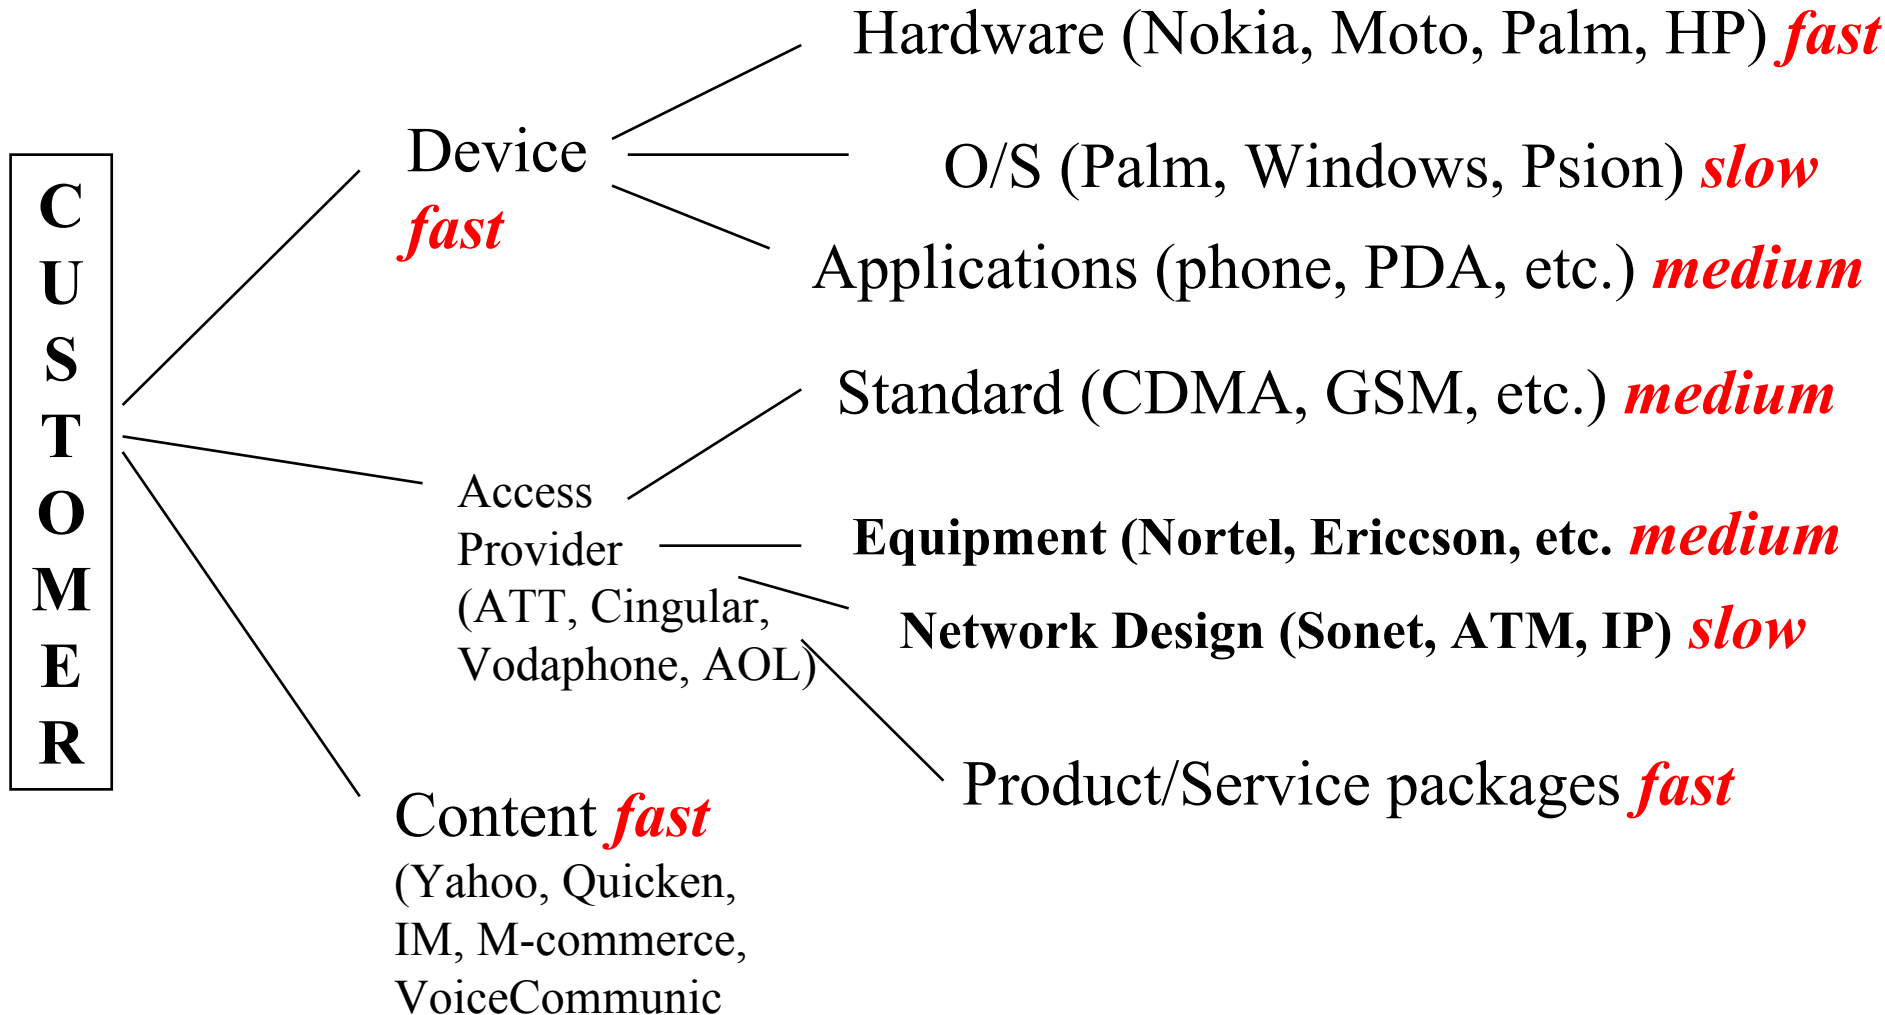 CUSTOMER
Device
fast
Hardware (Nokia, Moto, Palm, HP) fast
O/S (Palm, Windows, Psion) slow
Applications (phone, PDA, etc.) medium
Access
Provider
(ATT, Cingular,
Vodaphone, AOL)
Standard (CDMA, GSM, etc.) medium
Equipment (Nortel, Ericcson, etc. medium
Network Design (Sonet, ATM, IP) slow
Product/Service packages fast
Content fast
(Yahoo, Quicken,
IM, M-commerce,
VoiceCommunic